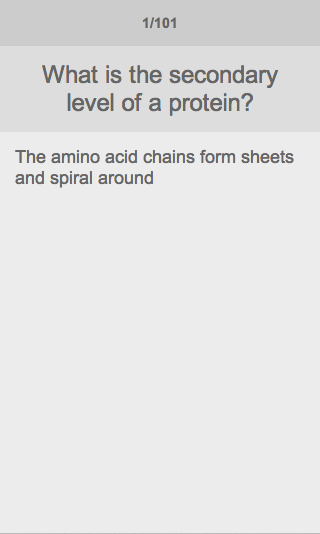 1/101
What is the secondary
level of a protein?
The amino acid chains form sheets
and spiral around